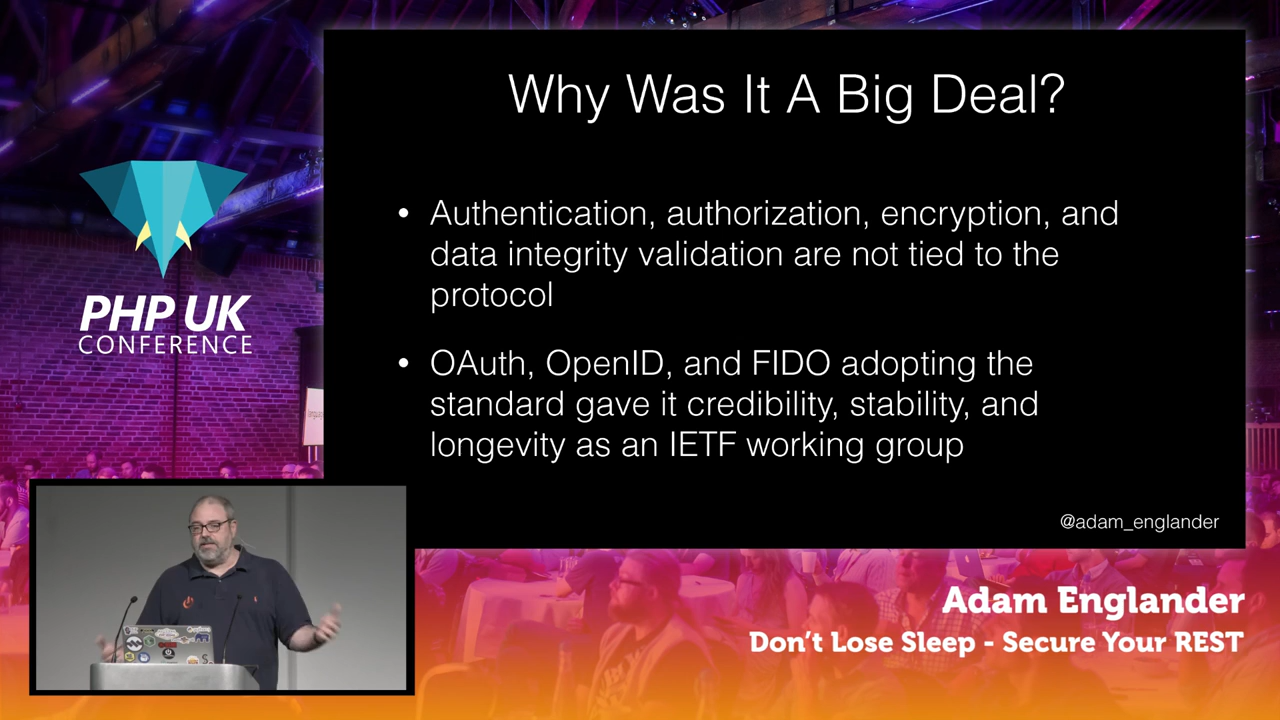 Why Was It A Big Deal?
• Authentication, authorization, encryption, and
data integrity validation are not tied to the
protocol
• OAuth, OpenID, and FIDO adopting the
standard gave it credibility, stability, and
longevity as an IETF working group
@adam_englander
PHP UK
CONFERENCE
Adam Englander
Don't Lose Sleep - Secure Your REST